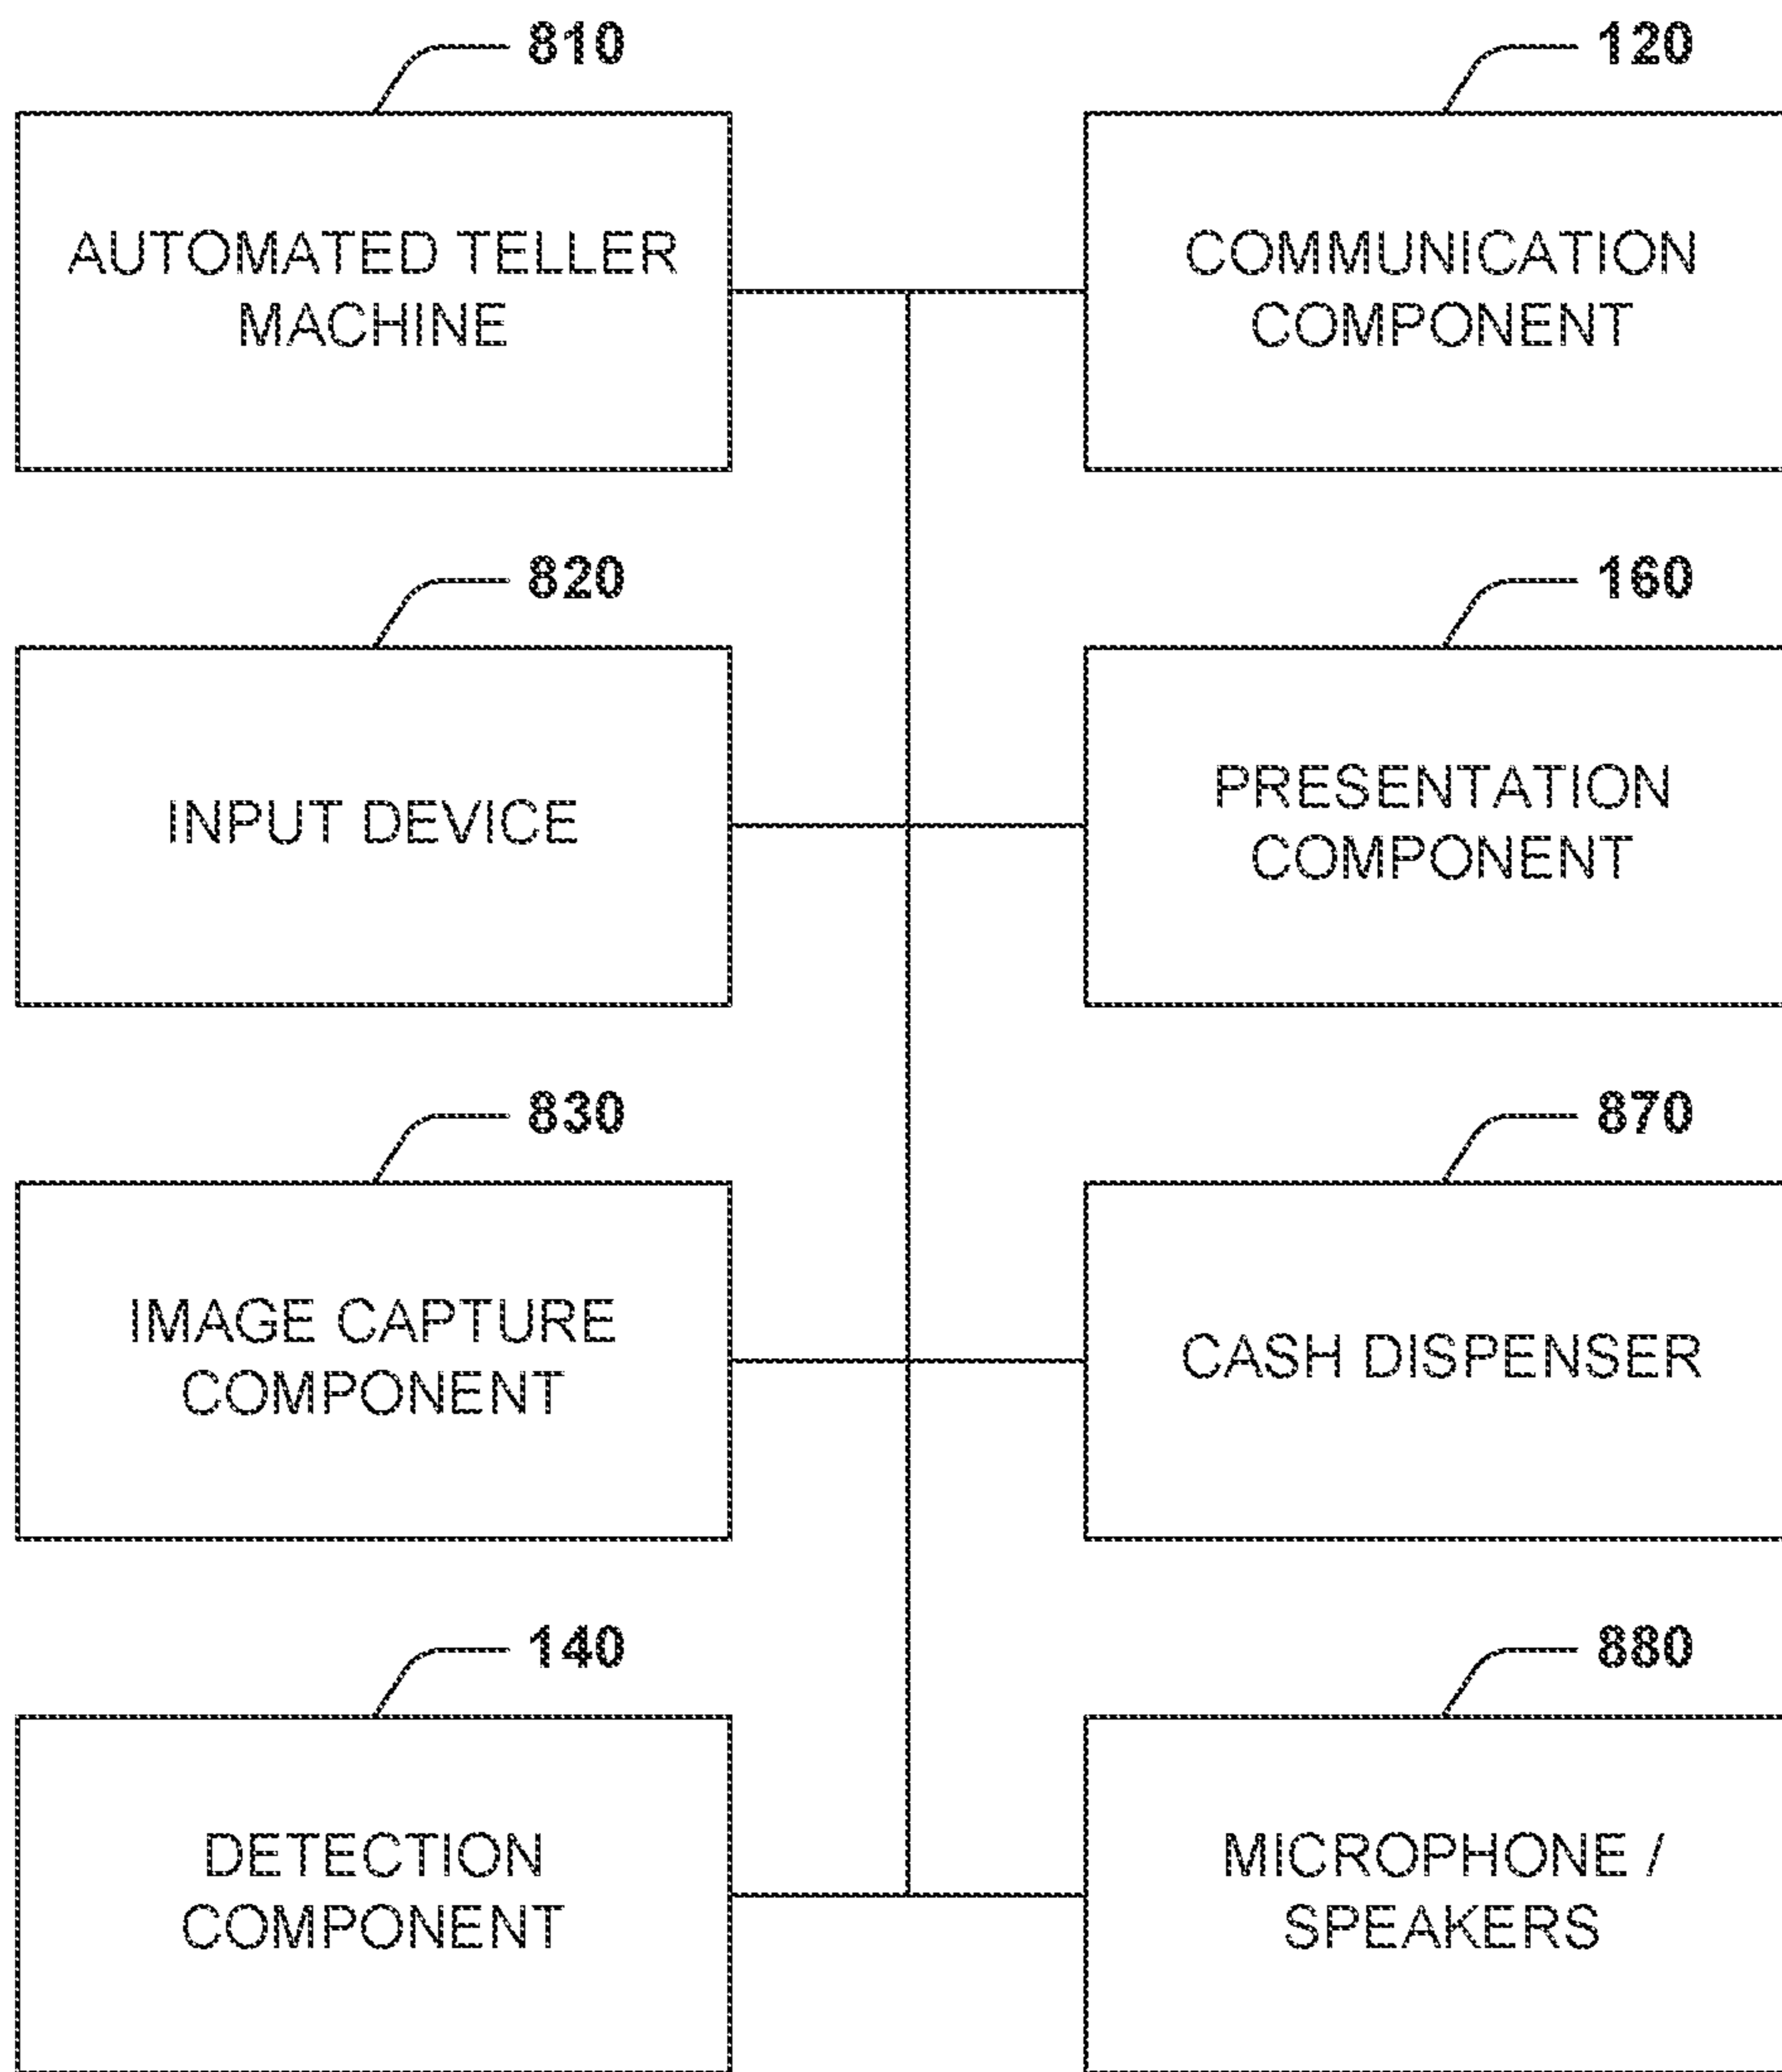 810
120
AUTOMATED TELLER
MACHINE
COMMUNICATION
COMPONENT
820
160
INPUT DEVICE
PRESENTATION
COMPONENT
830
870
IMAGE CAPTURE
COMPONENT
CASH DISPENSER
140
880
DETECTION
COMPONENT
MICROPHONE /
SPEAKERS